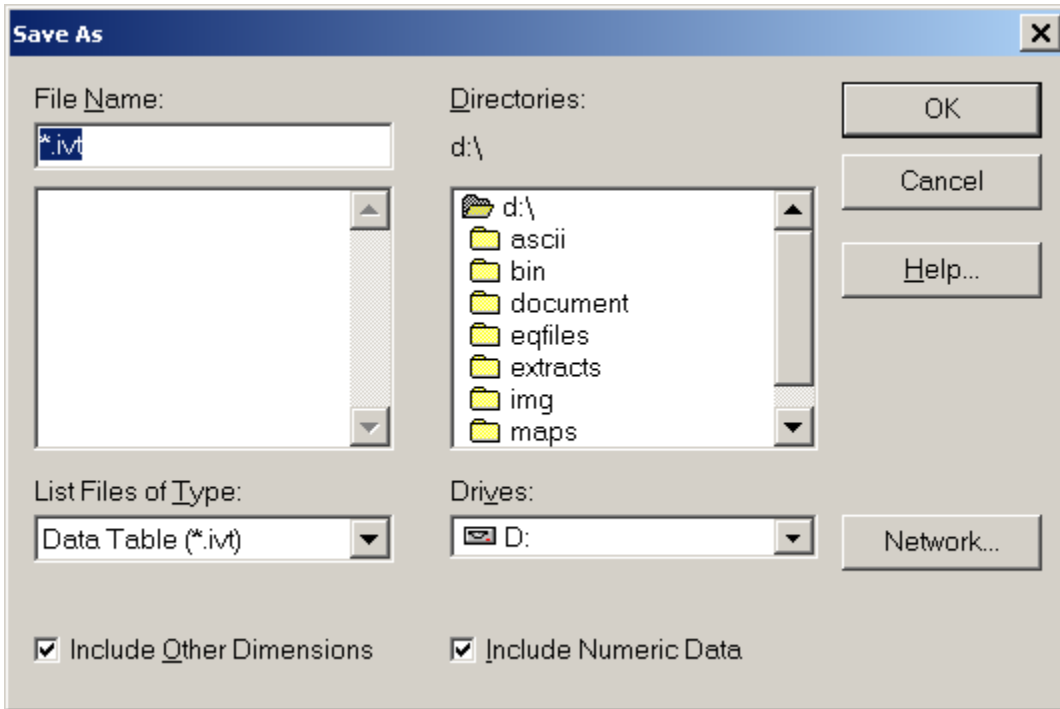 Save As
File Name:
*.ivt
Directories:
d:\
d:\
ascii
bin
document
eqfiles
extracts
img
maps
OK
Cancel
Help...
List Files of Type:
Data Table (*.ivt)
Drives:
D:
Network...
Include Other Dimensions
Include Numeric Data